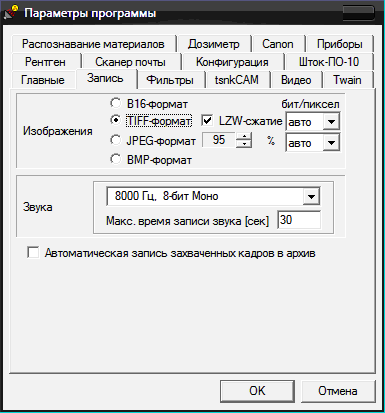 Параметры программы
Распознавание материалов Дозиметр Canon Приборы
Рентген Сканер почты Конфигурация Шток-ПО-10
Главные Запись Фильтры tsnkCAM Видео Twain
B16-формат бит/пиксел
Изображения TIFF-формат LZW-сжатие авто
JPEG-формат 95 % авто
BMP-формат
Звука 8000 Гц, 8-бит Моно
Макс. время записи звука [сек] 30
Автоматическая запись захваченных кадров в архив
OK Отмена